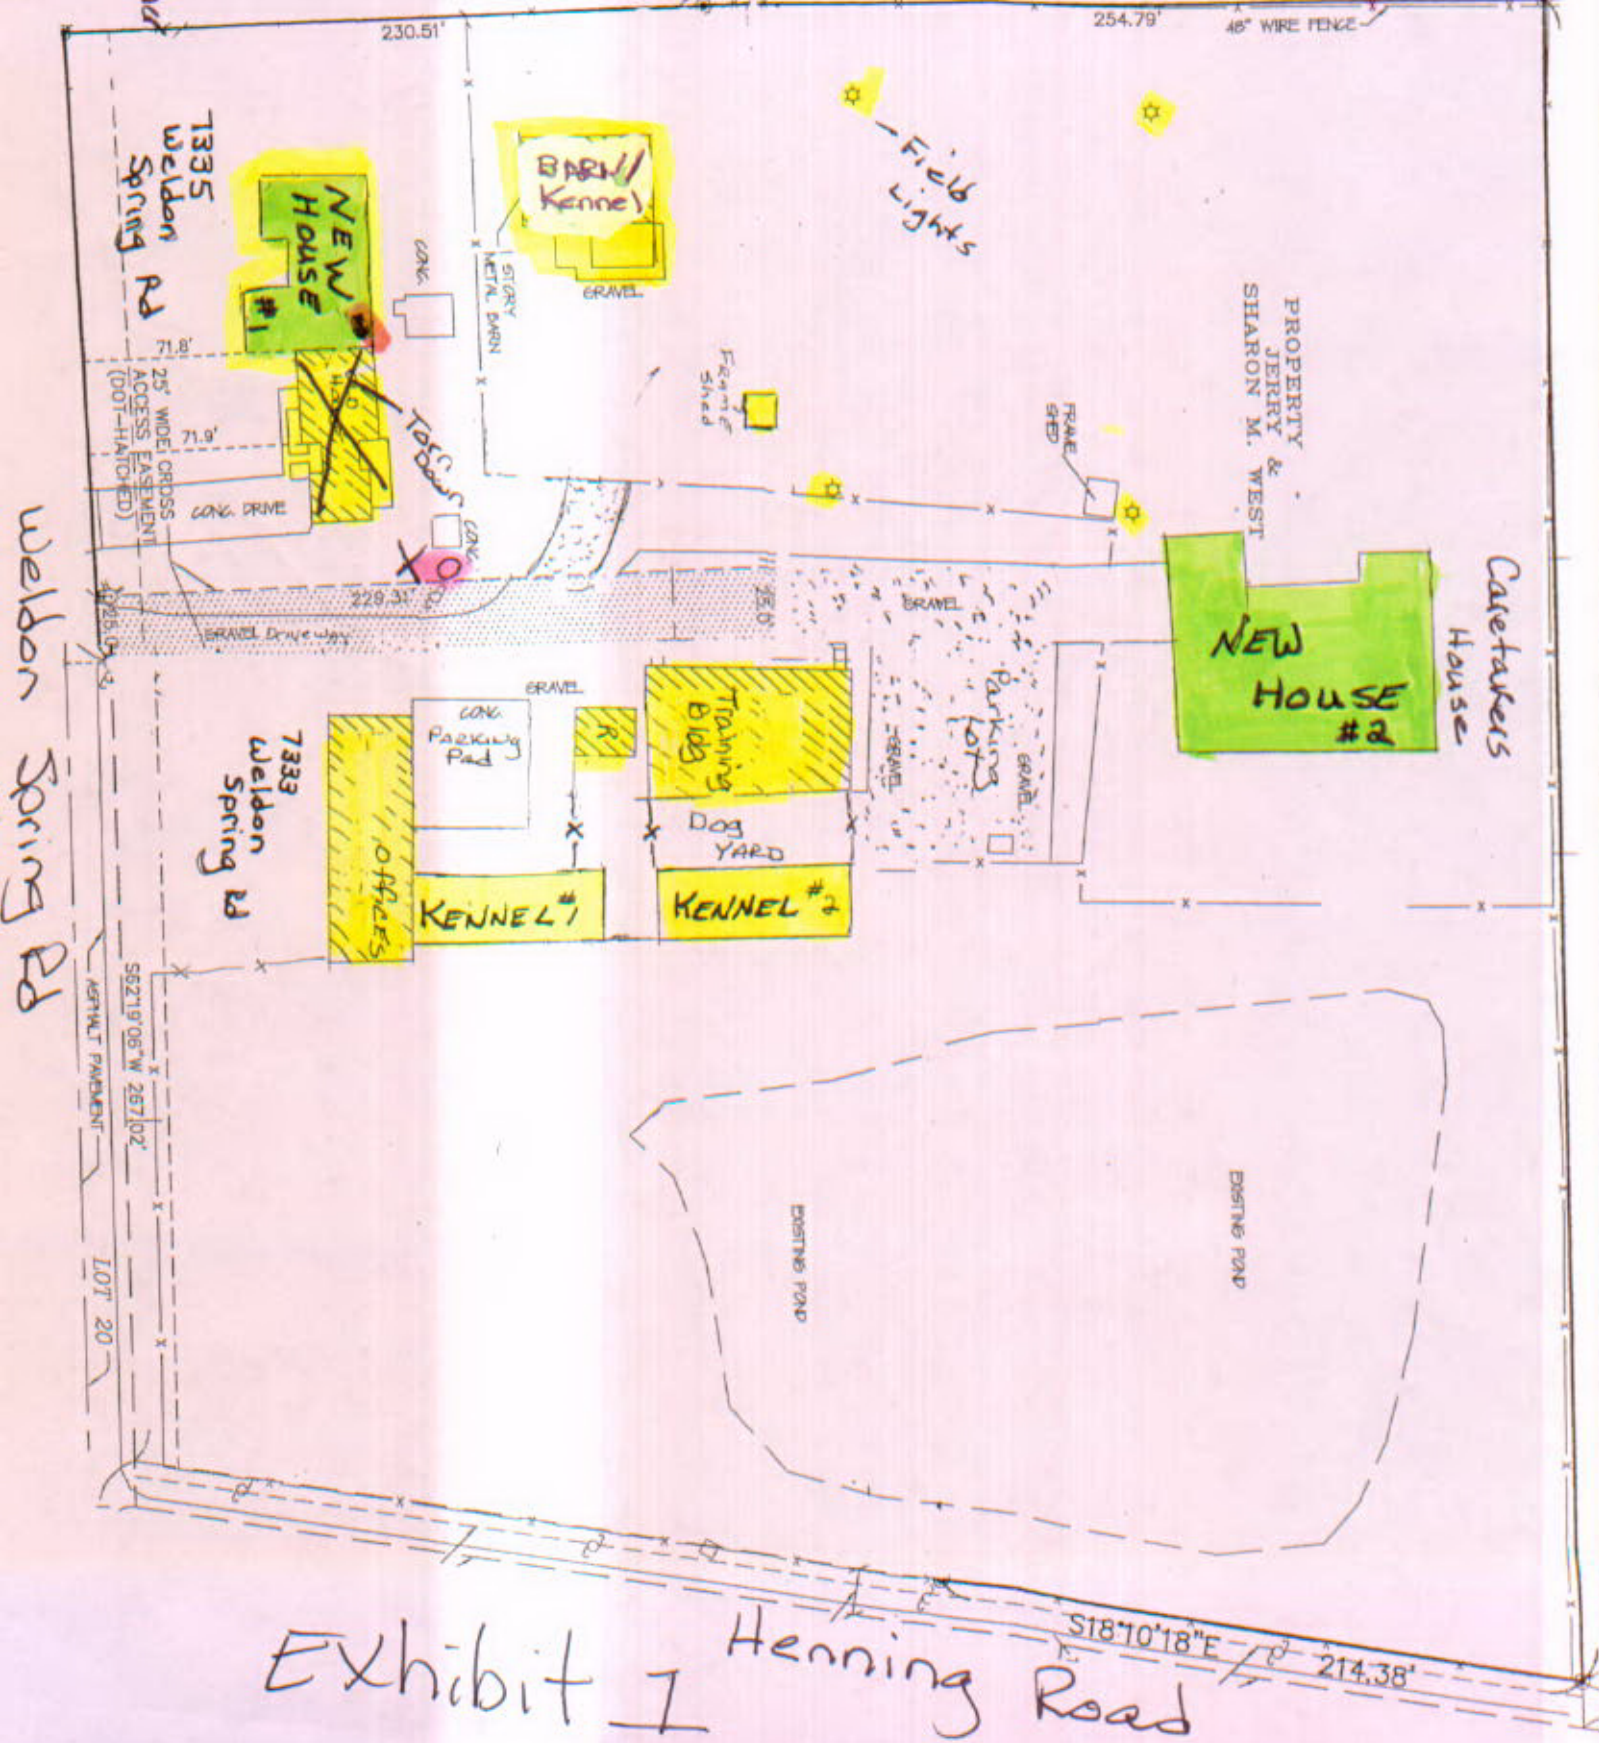 230.51'
254.79'
48" WIRE FENCE
7335
Weldon
Spring Rd
NEW
HOUSE
#1
BARN/
Kennel
Field
Lights
CONC.
1 STORY
METAL BARN
GRAVEL
PROPERTY
JERRY &
SHARON M. WEST
Frame
Shed
FRAME
SHED
71.8'
71.9'
25' WIDE CROSS
ACCESS EASEMENT
(DOT-HATCHED)
Torn
Down
CONC. DRIVE
CONC.
X
229.31'
GRAVEL Driveway
25.0'
25.0'
GRAVEL
Caretakers
House
NEW
HOUSE
#2
Weldon Spring Rd
7333
Weldon
Spring Rd
GRAVEL
CONC.
PARKING
Pad
R
Training
Bldg
GRAVEL
Parking
Lot
GRAVEL
Dog
YARD
Offices
KENNEL #1
KENNEL #2
S62°19'06"W 267.02'
ASPHALT PAVEMENT
LOT 20
EXISTING POND
EXISTING POND
S18°10'18"E
214.38'
Henning Road
Exhibit 1